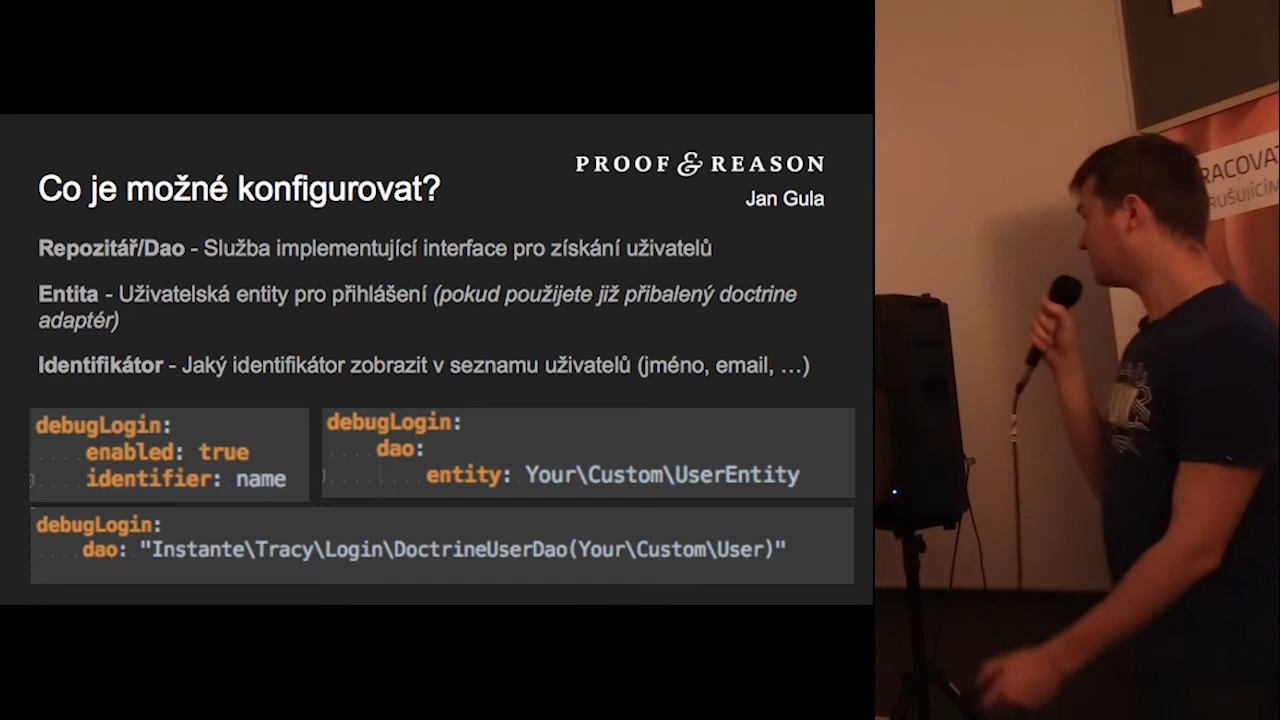 PROOF & REASON
Co je možné konfigurovat?
Jan Gula
Repozitář/Dao - Služba implementující interface pro získání uživatelů
Entita - Uživatelská entity pro přihlášení (pokud použijete již přibalený doctrine
adaptér)
Identifikátor - Jaký identifikátor zobrazit v seznamu uživatelů (jméno, email, …)
debugLogin:
enabled: true
identifier: name
debugLogin:
dao:
entity: Your\Custom\UserEntity
debugLogin:
dao: "Instante\Tracy\Login\DoctrineUserDao(Your\Custom\User)"